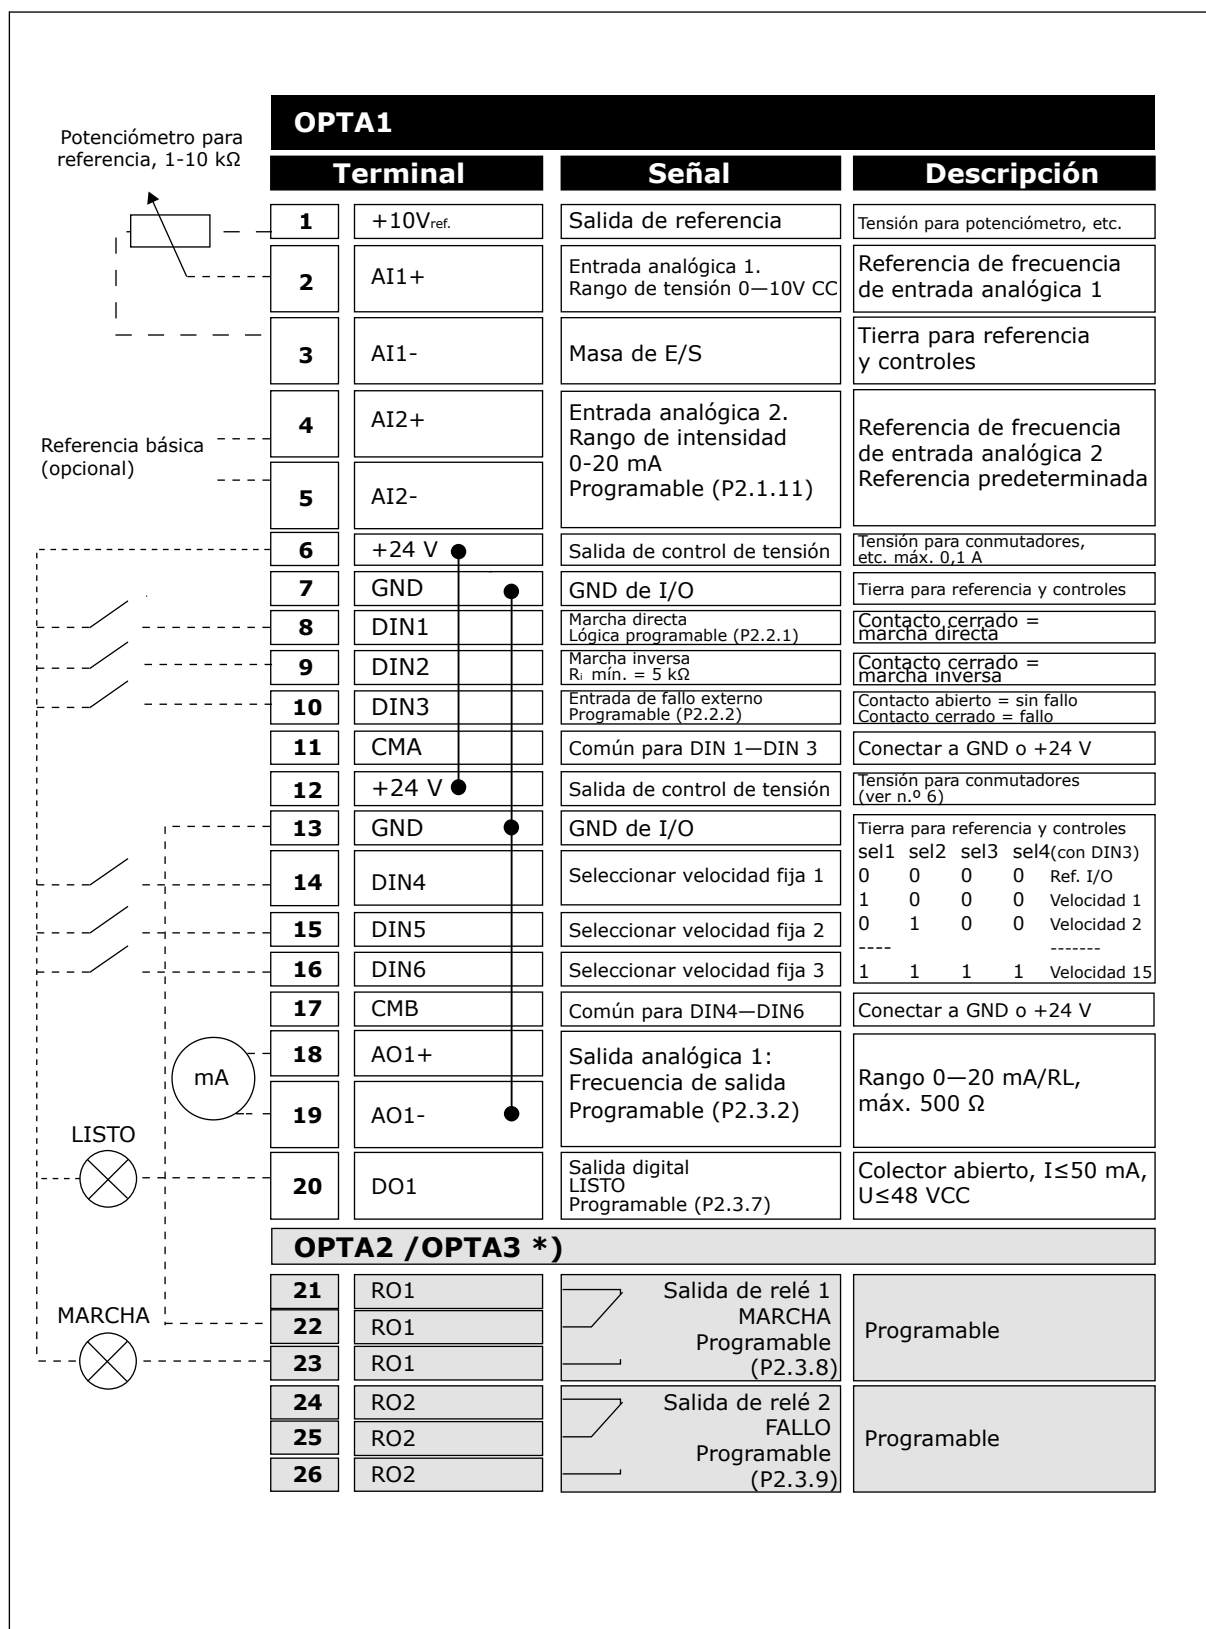 OPTA1
Potenciómetro para
referencia, 1-10 kΩ
Terminal Señal Descripción
1 +10Vref. Salida de referencia Tensión para potenciómetro, etc.
2 AI1+ Entrada analógica 1.
Rango de tensión 0—10V CC
Referencia de frecuencia
de entrada analógica 1
3 AI1- Masa de E/S
Tierra para referencia
y controles
Referencia básica
(opcional)
4 AI2+
5 AI2-
Entrada analógica 2.
Rango de intensidad
0-20 mA
Programable (P2.1.11)
Referencia de frecuencia
de entrada analógica 2
Referencia predeterminada
6 +24 V Salida de control de tensión
Tensión para conmutadores,
etc. máx. 0,1 A
7 GND GND de I/O Tierra para referencia y controles
8 DIN1
Marcha directa
Lógica programable (P2.2.1)
Contacto cerrado =
marcha directa
9 DIN2
Marcha inversa
Ri mín. = 5 kΩ
Contacto cerrado =
marcha inversa
10 DIN3
Entrada de fallo externo
Programable (P2.2.2)
Contacto abierto = sin fallo
Contacto cerrado = fallo
11 CMA Común para DIN 1—DIN 3 Conectar a GND o +24 V
12 +24 V Salida de control de tensión
Tensión para conmutadores
(ver n.º 6)
13 GND GND de I/O
14 DIN4 Seleccionar velocidad fija 1
15 DIN5 Seleccionar velocidad fija 2
16 DIN6 Seleccionar velocidad fija 3
Tierra para referencia y controles
sel1 sel2 sel3 sel4(con DIN3)
0 0 0 0 Ref. I/O
1 0 0 0 Velocidad 1
0 1 0 0 Velocidad 2
---- -------
1 1 1 1 Velocidad 15
17 CMB Común para DIN4—DIN6 Conectar a GND o +24 V
mA
18 AO1+
19 AO1-
Salida analógica 1:
Frecuencia de salida
Programable (P2.3.2)
Rango 0—20 mA/RL,
máx. 500 Ω
LISTO
20 DO1
Salida digital
LISTO
Programable (P2.3.7)
Colector abierto, I≤50 mA,
U≤48 VCC
OPTA2 /OPTA3 *)
MARCHA
21 RO1
22 RO1
23 RO1
Salida de relé 1
MARCHA
Programable
(P2.3.8)
Programable
24 RO2
25 RO2
26 RO2
Salida de relé 2
FALLO
Programable
(P2.3.9)
Programable